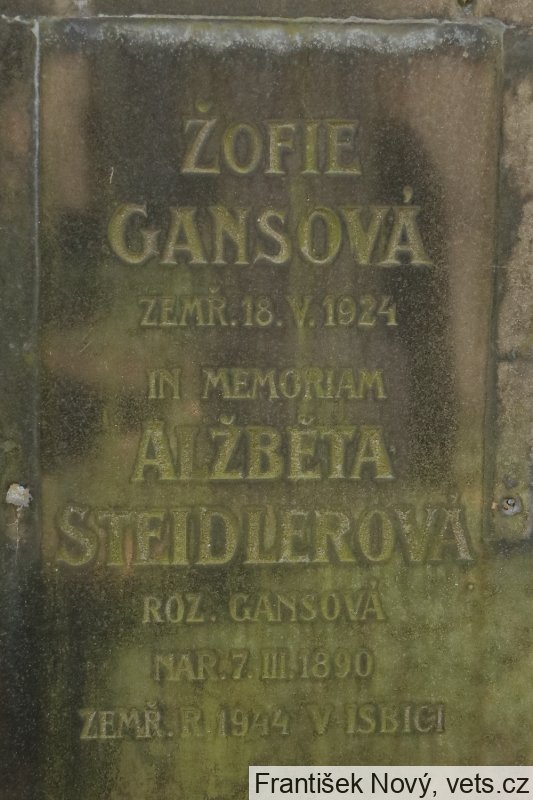 ŽOFIE
GANSOVÁ
ZEMŘ. 18. V. 1924
IN MEMORIAM
ALŽBĚTA
STEIDLEROVÁ
ROZ. GANSOVÁ
NAR. 7. III. 1890
ZEMŘ. R. 1944 V ISBICI
František Nový, vets.cz